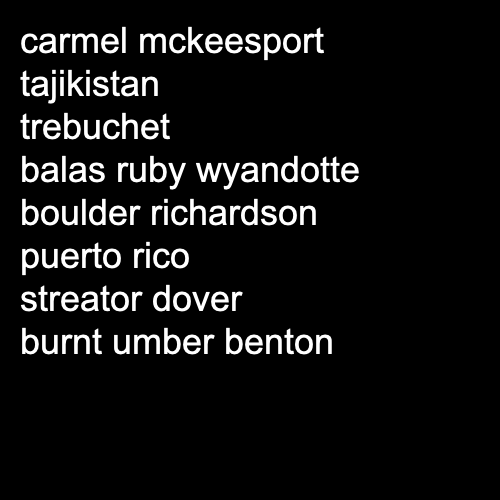 carmel mckeesport
tajikistan
trebuchet
balas ruby wyandotte
boulder richardson
puerto rico
streator dover
burnt umber benton